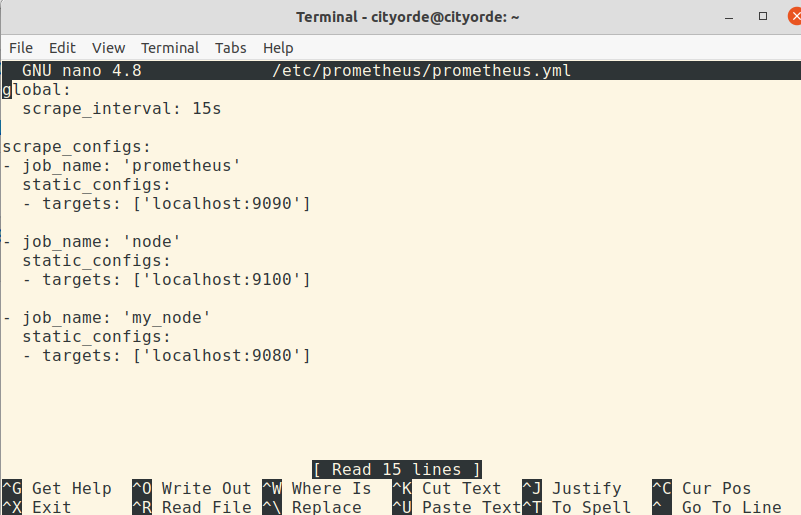 Terminal - cityorde@cityorde: ~
File Edit View Terminal Tabs Help
GNU nano 4.8 /etc/prometheus/prometheus.yml
global:
  scrape_interval: 15s

scrape_configs:
- job_name: 'prometheus'
  static_configs:
  - targets: ['localhost:9090']

- job_name: 'node'
  static_configs:
  - targets: ['localhost:9100']

- job_name: 'my_node'
  static_configs:
  - targets: ['localhost:9080']

[ Read 15 lines ]
^G Get Help ^O Write Out ^W Where Is ^K Cut Text ^J Justify ^C Cur Pos
^X Exit ^R Read File ^\ Replace ^U Paste Text ^T To Spell ^_ Go To Line